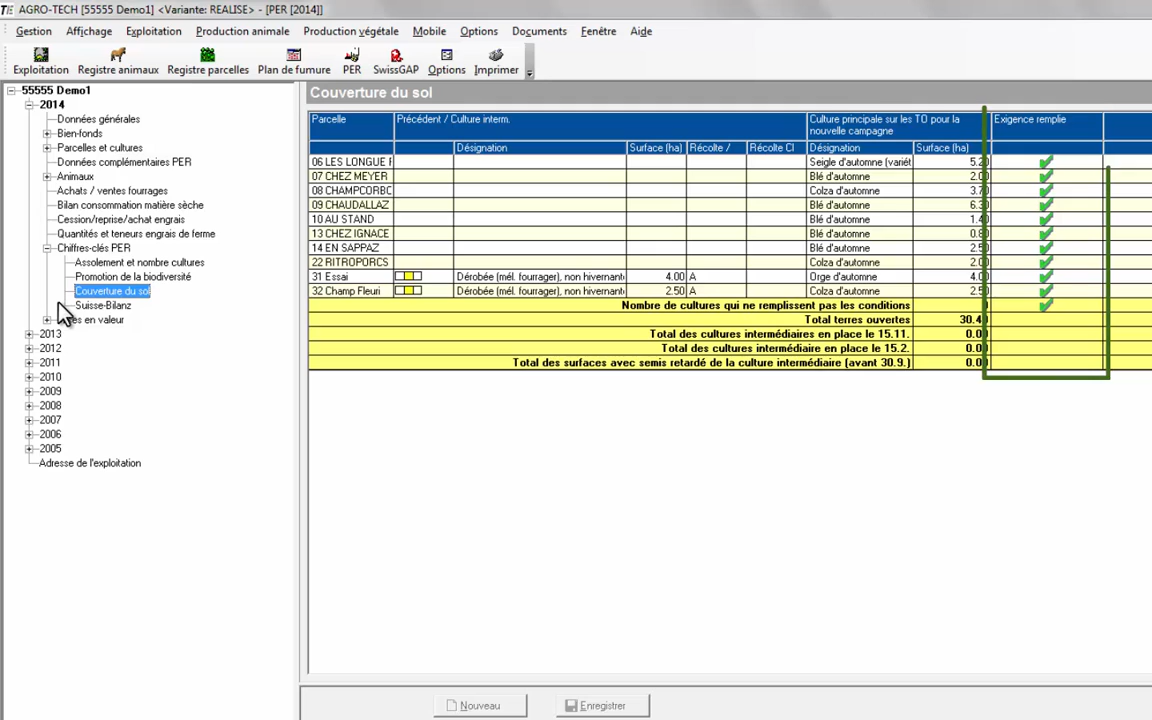 AGRO-TECH [55555 Demo1] <Variante: REALISE> - [PER [2014]]
Gestion Affichage Exploitation Production animale Production végétale Mobile Options Documents Fenêtre Aide
Exploitation Registre animaux Registre parcelles Plan de fumure PER SwissGAP Options Imprimer
55555 Demo1
2014
Données générales
Bien-fonds
Parcelles et cultures
Données complémentaires PER
Animaux
Achats / ventes fourrages
Bilan consommation matière sèche
Cession/reprise/achat engrais
Quantités et teneurs engrais de ferme
Chiffres-clés PER
Assolement et nombre cultures
Promotion de la biodiversité
Couverture du sol
Suisse-Bilanz
es en valeur
2013
2012
2011
2010
2009
2008
2007
2006
2005
Adresse de l'exploitation
Couverture du sol
Parcelle Précédent / Culture interm. Culture principale sur les TO pour la nouvelle campagne Exigence remplie
Désignation Surface (ha) Récolte / Récolte CI Désignation Surface (ha)
06 LES LONGUE Seigle d'automne (variét 5.20
07 CHEZ MEYER Blé d'automne 2.00
08 CHAMPCORBC Colza d'automne 3.70
09 CHAUDALLAZ Blé d'automne 6.30
10 AU STAND Blé d'automne 1.40
13 CHEZ IGNACE Blé d'automne 0.80
14 EN SAPPAZ Blé d'automne 2.50
22 RITROPORCS Colza d'automne 2.00
31 Essai Dérobée (mél. fourrager), non hivernant 4.00 A Orge d'automne 4.00
32 Champ Fleuri Dérobée (mél. fourrager), non hivernant 2.50 A Colza d'automne 2.50
Nombre de cultures qui ne remplissent pas les conditions
Total terres ouvertes 30.40
Total des cultures intermédiaires en place le 15.11. 0.00
Total des cultures intermédiaire en place le 15.2. 0.00
Total des surfaces avec semis retardé de la culture intermédiaire (avant 30.9.) 0.00
Nouveau Enregistrer